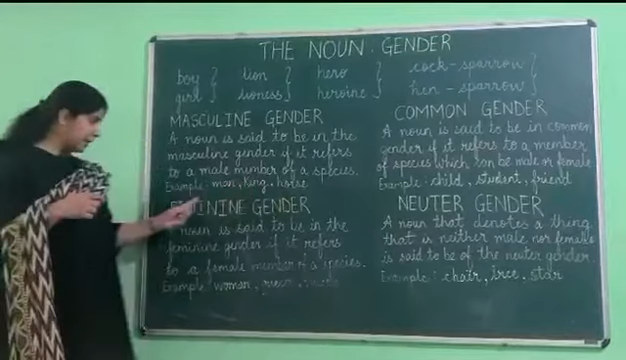 THE NOUN . GENDER
boy } lion } hero } cock-sparrow }
girl } lioness } heroine } hen - sparrow }
MASCULINE GENDER
A noun is said to be in the
masculine gender if it refers
to a male member of a species.
Example : man, king, horse
FEMININE GENDER
A noun is said to be in the
feminine gender if it refers
to a female member of a species.
Example : woman, queen,
COMMON GENDER
A noun is said to be in common
gender if it refers to a member
of species which can be male or female
Example : child, student, friend
NEUTER GENDER
A noun that denotes a thing
that is neither male nor female
is said to be of the neuter gender.
Example : chair, tree, star